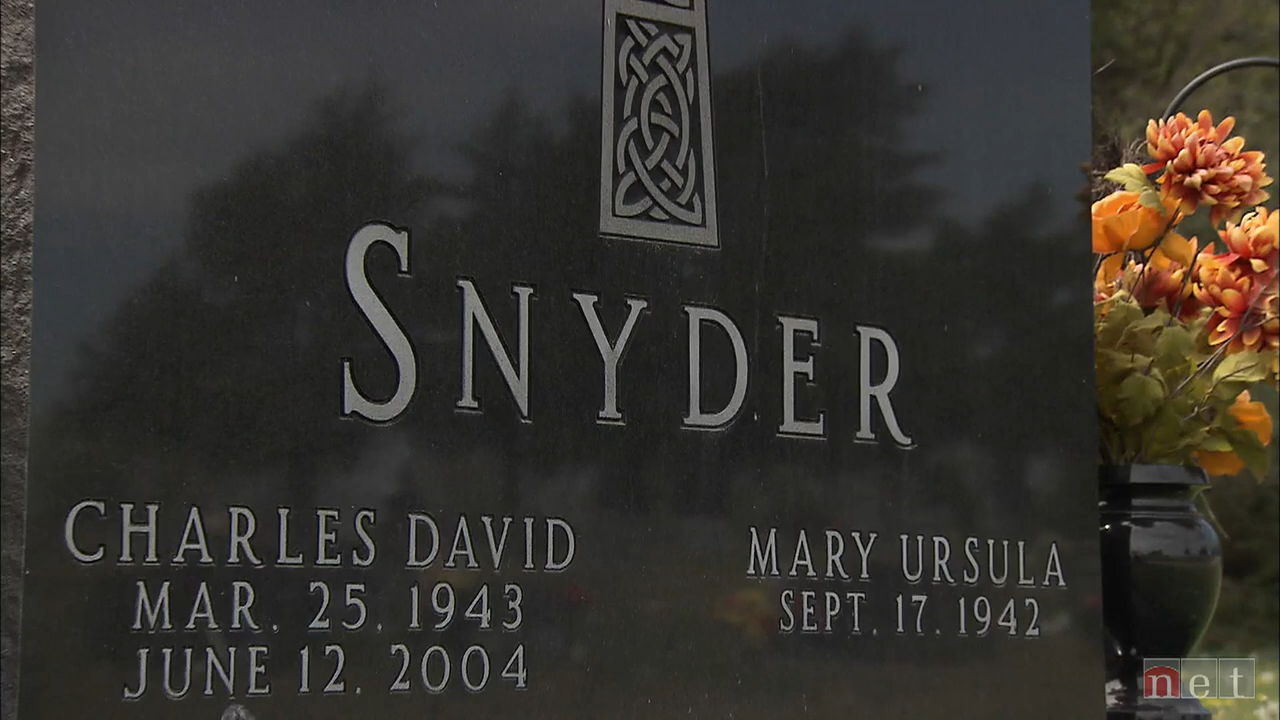 SNYDER
CHARLES DAVID
MAR. 25. 1943
JUNE 12. 2004
MARY URSULA
SEPT. 17. 1942
net